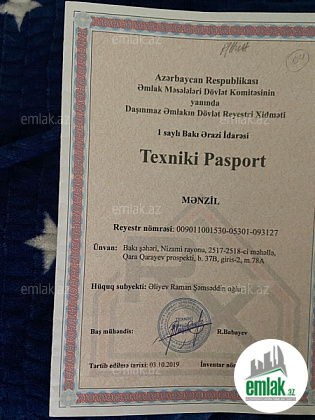 emlak.az
Azərbaycan Respublikası
Əmlak Məsələləri Dövlət Komitəsinin
yanında
Daşınmaz Əmlakın Dövlət Reyestri Xidməti
1 saylı Bakı Ərazi İdarəsi
Texniki Pasport
MƏNZİL
Reyestr nömrəsi: 009011001530-05301-093127
Ünvan: Bakı şəhəri, Nizami rayonu, 2517-2518-ci məhəllə,
Qara Qarayev prospekti, b. 37B, giris-2, m.78A
Hüquq subyekti: Əliyev Raman Şəmsəddin oğlu
Baş mühəndis: R.Babayev
Tərtib edilmə tarixi: 03.10.2019 İnventar
emlak.az